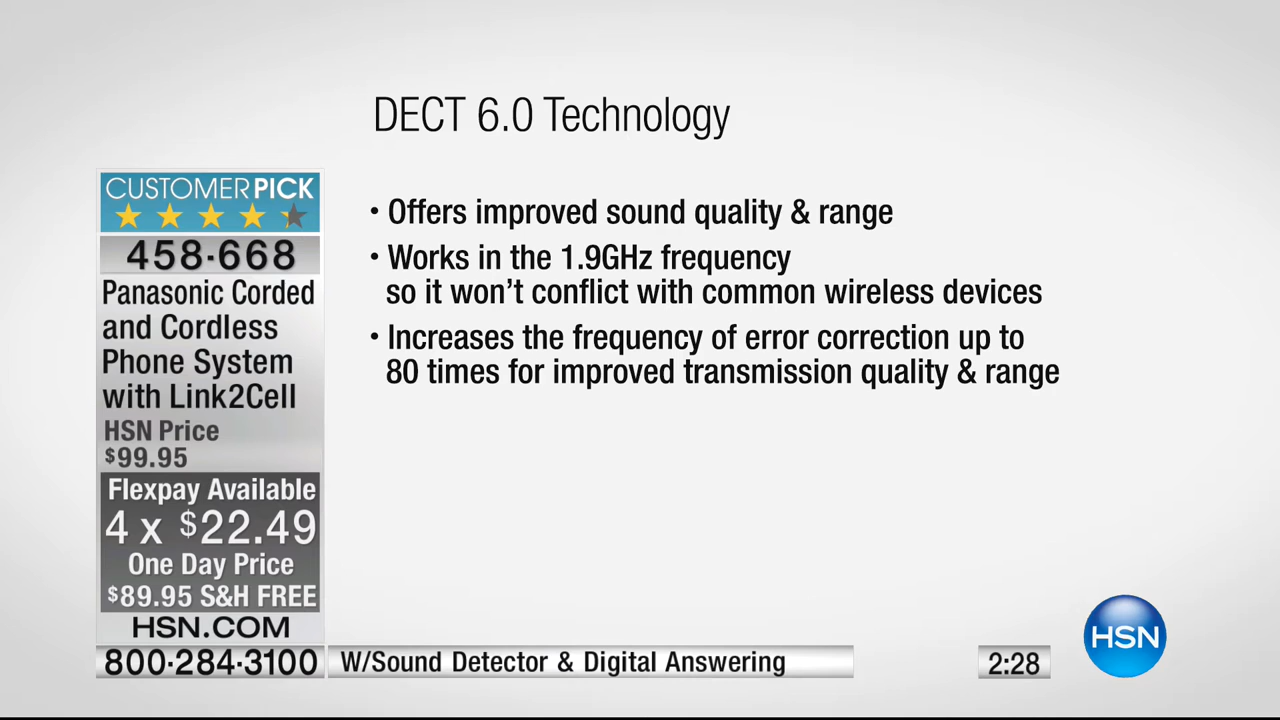 DECT 6.0 Technology
CUSTOMERPICK
458·668
Panasonic Corded
and Cordless
Phone System
with Link2Cell
HSN Price
$99.95
Flexpay Available
4 x $22.49
One Day Price
$89.95 S&H FREE
HSN.COM
800·284·3100
• Offers improved sound quality & range
• Works in the 1.9GHz frequency
so it won’t conflict with common wireless devices
• Increases the frequency of error correction up to
80 times for improved transmission quality & range
W/Sound Detector & Digital Answering
2:28
HSN